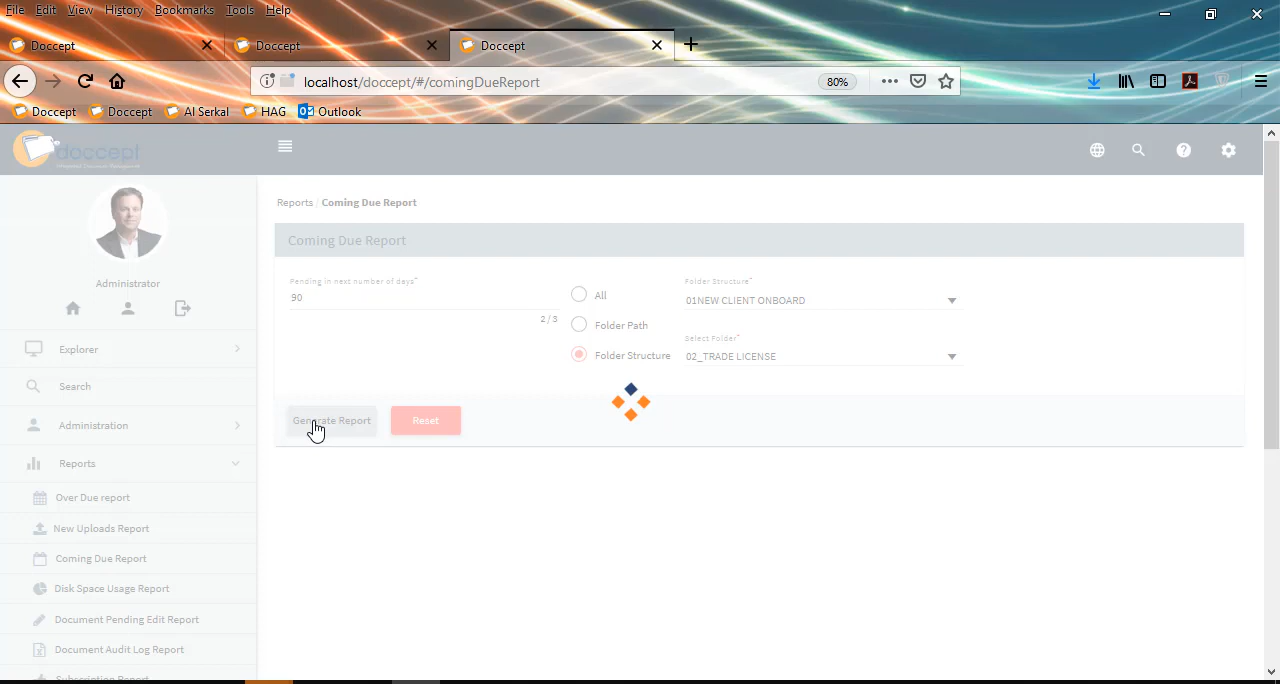 File Edit View History Bookmarks Tools Help
Doccept Doccept Doccept
localhost/doccept/#/comingDueReport 80%
Doccept Doccept Al Serkal HAG Outlook
doccept
Reports / Coming Due Report
Coming Due Report
Administrator
Pending in next number of days*
90
2 / 3
All
Folder Path
Folder Structure
Folder Structure*
01NEW CLIENT ONBOARD
Select Folder*
02_TRADE LICENSE
Generate Report Reset
Explorer
Search
Administration
Reports
Over Due report
New Uploads Report
Coming Due Report
Disk Space Usage Report
Document Pending Edit Report
Document Audit Log Report
Subscription Report